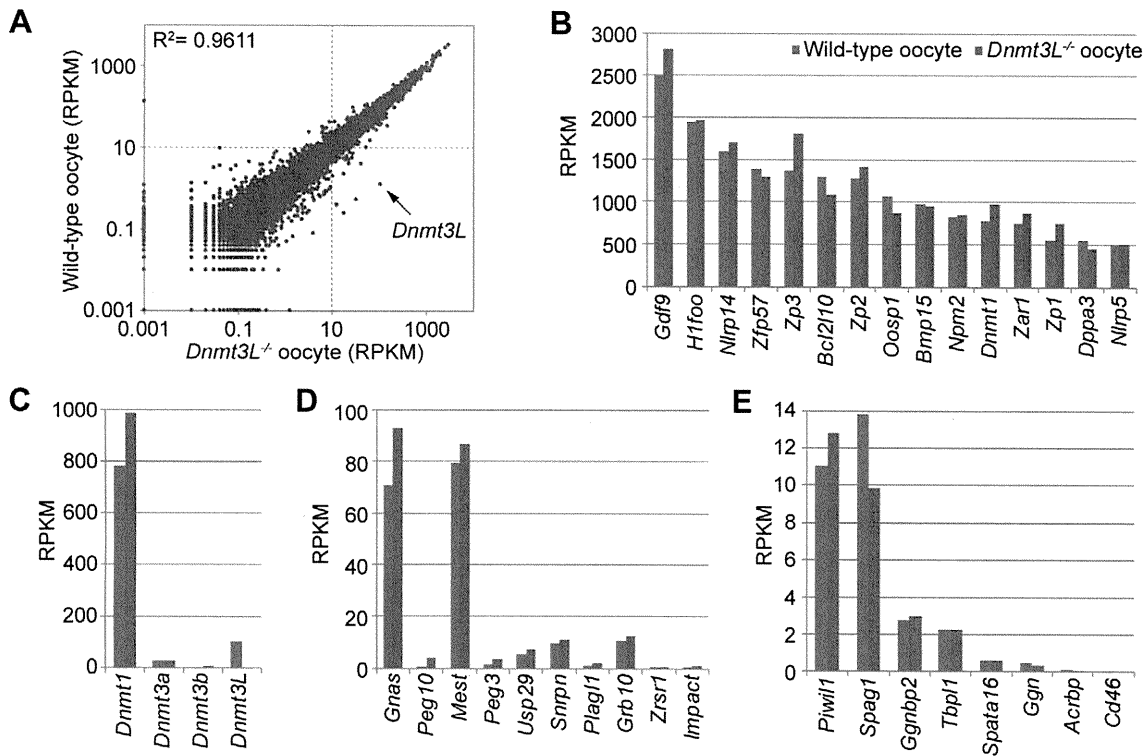 A
R²= 0.9611
1000
10
0.1
0.001
Wild-type oocyte (RPKM)
0.001
0.1
10
1000
Dnmt3L-/- oocyte (RPKM)
Dnmt3L
B
3000
2500
2000
1500
1000
500
0
RPKM
Wild-type oocyte
Dnmt3L-/- oocyte
Gdf9
H1foo
Nlrp14
Zfp57
Zp3
Bcl2l10
Zp2
Oosp1
Bmp15
Npm2
Dnmt1
Zar1
Zp1
Dppa3
Nlrp5
C
1000
800
600
400
200
0
RPKM
Dnmt1
Dnmt3a
Dnmt3b
Dnmt3L
D
100
80
60
40
20
0
RPKM
Gnas
Peg10
Mest
Peg3
Usp29
Snrpn
Plagl1
Grb10
Zrsr1
Impact
E
14
12
10
8
6
4
2
0
RPKM
Piwil1
Spag1
Ggnbp2
Tbpl1
Spata16
Ggn
Acrbp
Cd46